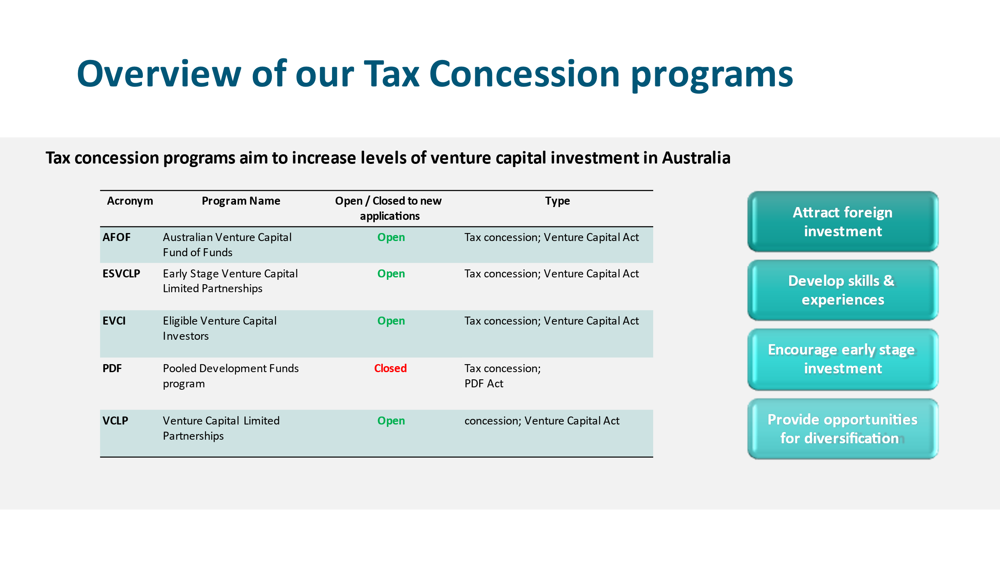 Overview of our Tax Concession programs
Tax concession programs aim to increase levels of venture capital investment in Australia
Acronym Program Name Open / Closed to new Type
applications
AFOF Australian Venture Capital Open Tax concession; Venture Capital Act
Fund of Funds
ESVCLP Early Stage Venture Capital Open Tax concession; Venture Capital Act
Limited Partnerships
EVCI Eligible Venture Capital Open Tax concession; Venture Capital Act
Investors
PDF Pooled Development Funds Closed Tax concession;
program PDF Act
VCLP Venture Capital Limited Open concession; Venture Capital Act
Partnerships
Attract foreign
investment
Develop skills &
experiences
Encourage early stage
investment
Provide opportunities
for diversification